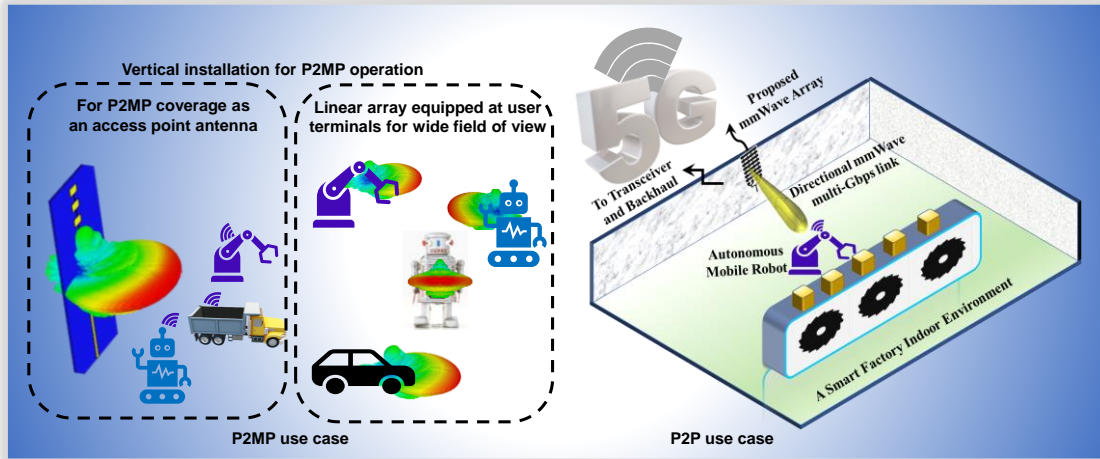 Vertical installation for P2MP operation
For P2MP coverage as
an access point antenna
Linear array equipped at user
terminals for wide field of view
P2MP use case
5G
Proposed
mmWave Array
To Transceiver
and Backhaul
Directional mmWave
multi-Gbps link
Autonomous
Mobile Robot
A Smart Factory Indoor Environment
P2P use case